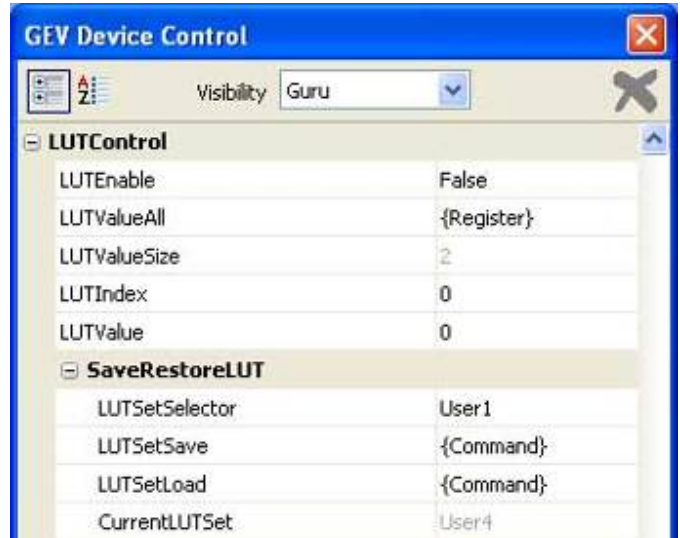 GEV Device Control
A Z Visibility Guru
LUTControl
LUTEnable False
LUTValueAll {Register}
LUTValueSize 2
LUTIndex 0
LUTValue 0
SaveRestoreLUT
LUTSetSelector User1
LUTSetSave {Command}
LUTSetLoad {Command}
CurrentLUTSet User4